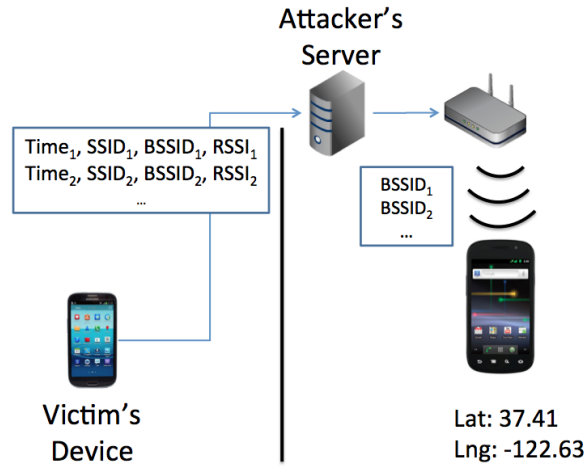 Attacker's
Server
Time₁, SSID₁, BSSID₁, RSSI₁
Time₂, SSID₂, BSSID₂, RSSI₂
...
BSSID₁
BSSID₂
...
Victim's
Device
Lat: 37.41
Lng: -122.63